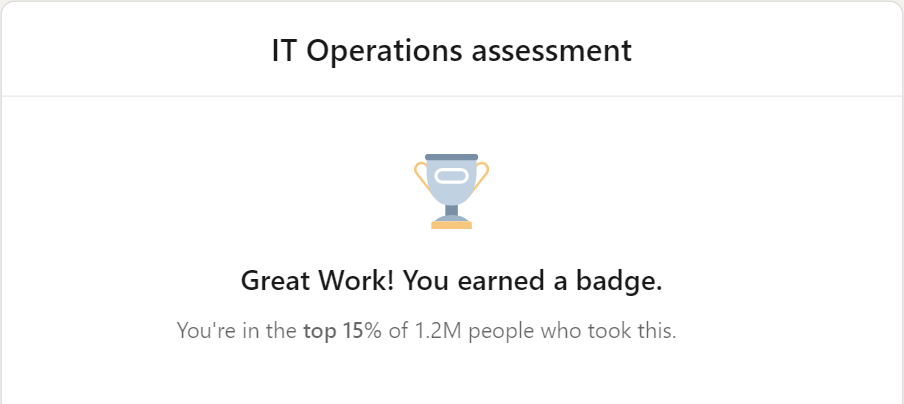 IT Operations assessment
Great Work! You earned a badge.
You're in the top 15% of 1.2M people who took this.